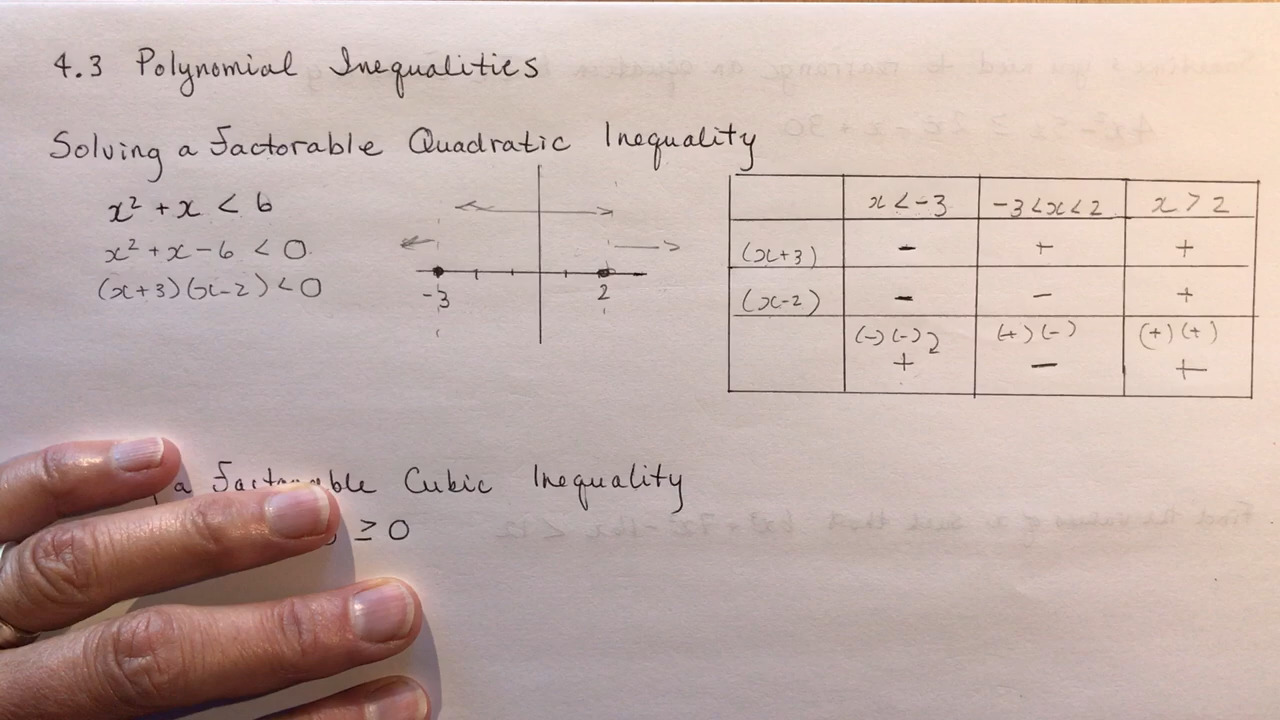 4.3 Polynomial Inequalities
Solving a Factorable Quadratic Inequality
x² + x < 6
x² + x - 6 < 0
(x+3)(x-2) < 0
-3 2
x < -3 -3 < x < 2 x > 2
(x+3) - + +
(x-2) - - +
(-)(-) (+)(-) (+)(+)
+ - +
a Factorable Cubic Inequality
≥ 0